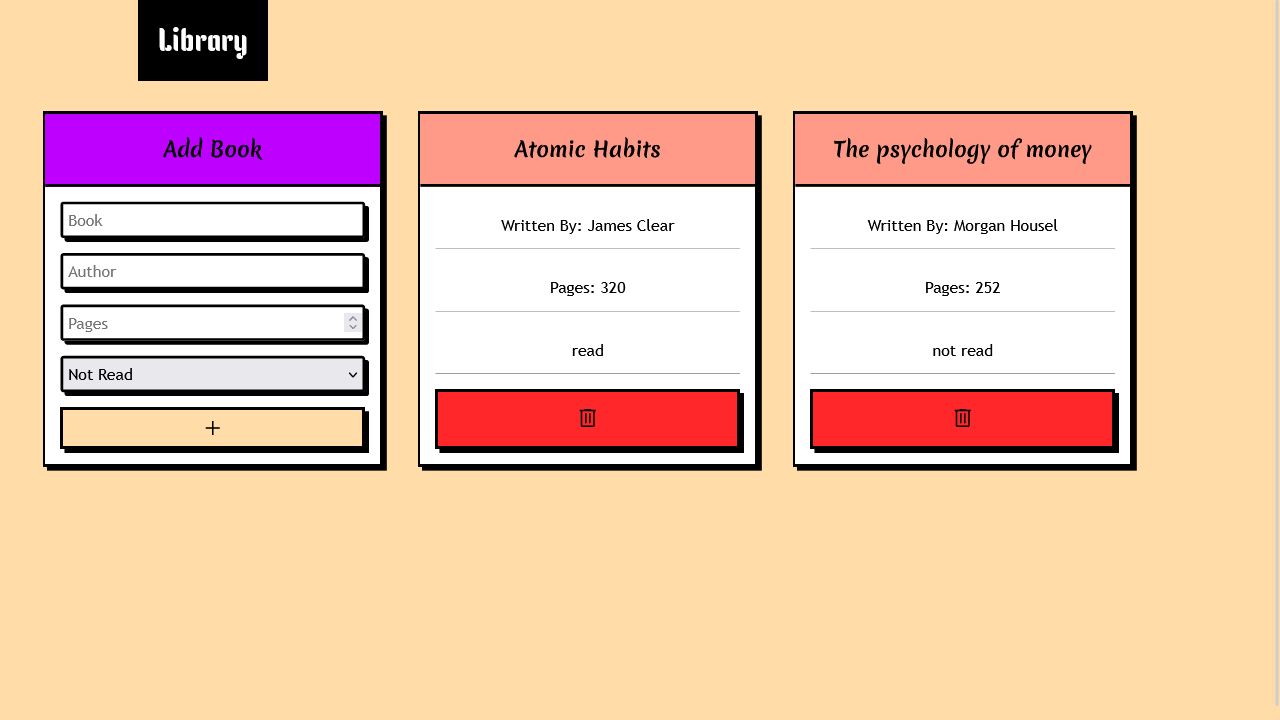 Library
Add Book
Book
Author
Pages
Not Read
+
Atomic Habits
Written By: James Clear
Pages: 320
read
The psychology of money
Written By: Morgan Housel
Pages: 252
not read